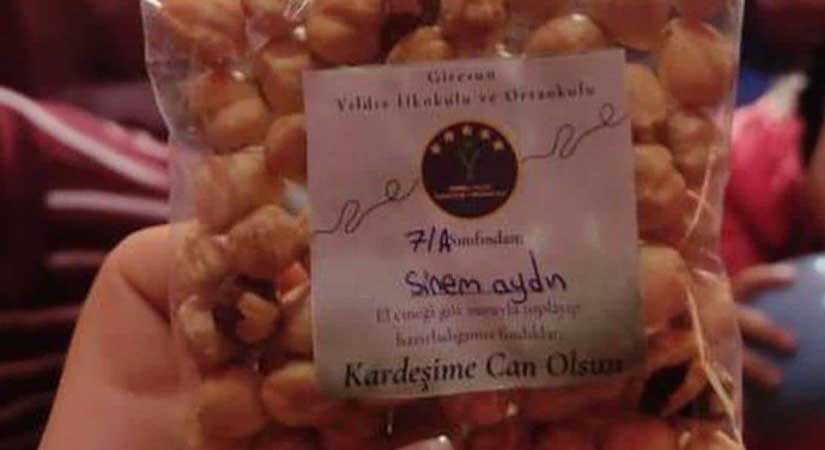 Giresun
Yıldız İlkokulu ve Ortaokulu
7/A Sınıfından;
Sinem aydın
El emeği göz nuruyla toplayıp
hazırladığımız fındıklar,
Kardeşime Can Olsun